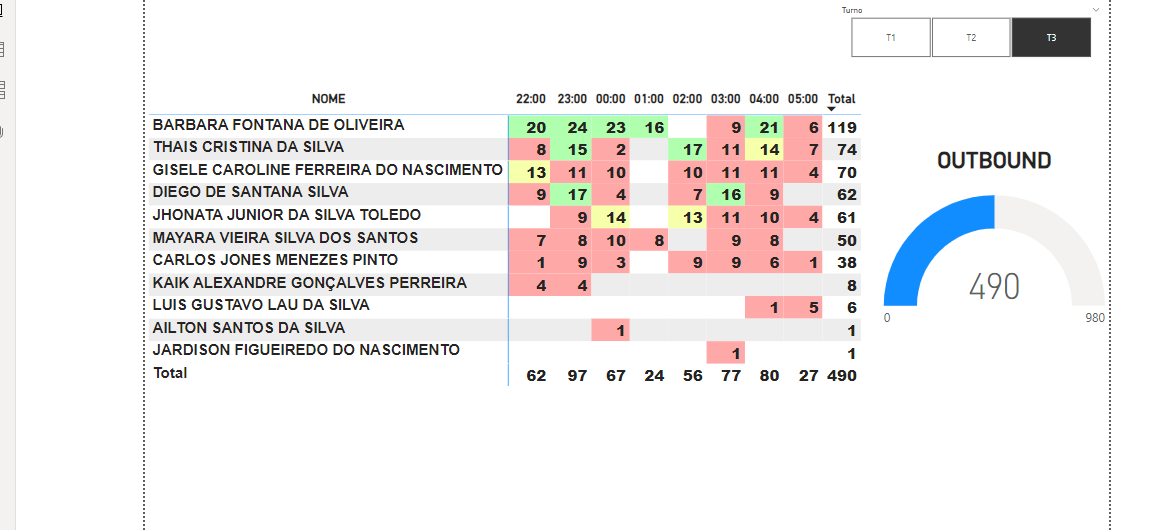 Turno
T1 T2 T3
NOME 22:00 23:00 00:00 01:00 02:00 03:00 04:00 05:00 Total
BARBARA FONTANA DE OLIVEIRA 20 24 23 16 9 21 6 119
THAIS CRISTINA DA SILVA 8 15 2 17 11 14 7 74
GISELE CAROLINE FERREIRA DO NASCIMENTO 13 11 10 10 11 11 4 70
DIEGO DE SANTANA SILVA 9 17 4 7 16 9 62
JHONATA JUNIOR DA SILVA TOLEDO 9 14 13 11 10 4 61
MAYARA VIEIRA SILVA DOS SANTOS 7 8 10 8 9 8 50
CARLOS JONES MENEZES PINTO 1 9 3 9 9 6 1 38
KAIK ALEXANDRE GONÇALVES PERREIRA 4 4 8
LUIS GUSTAVO LAU DA SILVA 1 5 6
AILTON SANTOS DA SILVA 1 1
JARDISON FIGUEIREDO DO NASCIMENTO 1 1
Total 62 97 67 24 56 77 80 27 490
OUTBOUND
490
0 980